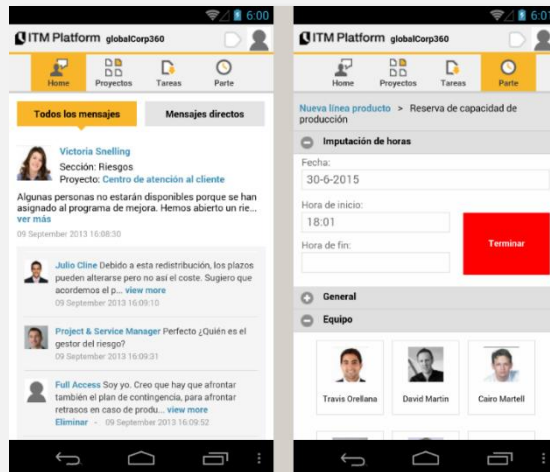 6:00
ITM Platform globalCorp360
Home
Proyectos
Tareas
Parte
Todos los mensajes
Mensajes directos
Victoria Snelling
Sección: Riesgos
Proyecto: Centro de atención al cliente
Algunas personas no estarán disponibles porque se han
asignado al programa de mejora. Hemos abierto un rie...
ver más
09 September 2013 16:08:30
Julio Cline Debido a esta redistribución, los plazos
pueden alterarse pero no así el coste. Sugiero que
acordemos el p... view more
09 September 2013 16:09:10
Project & Service Manager Perfecto ¿Quién es el
gestor del riesgo?
09 September 2013 16:09:31
Full Access Soy yo. Creo que hay que afrontar
también el plan de contingencia, para afrontar
retrasos en caso de produ... view more
Eliminar - 09 September 2013 16:09:52
6:01
ITM Platform globalCorp360
Home
Proyectos
Tareas
Parte
Nueva línea producto > Reserva de capacidad de
producción
Imputación de horas
Fecha:
30-6-2015
Hora de inicio:
18:01
Hora de fin:
Terminar
General
Equipo
Travis Orellana
David Martin
Cairo Martell